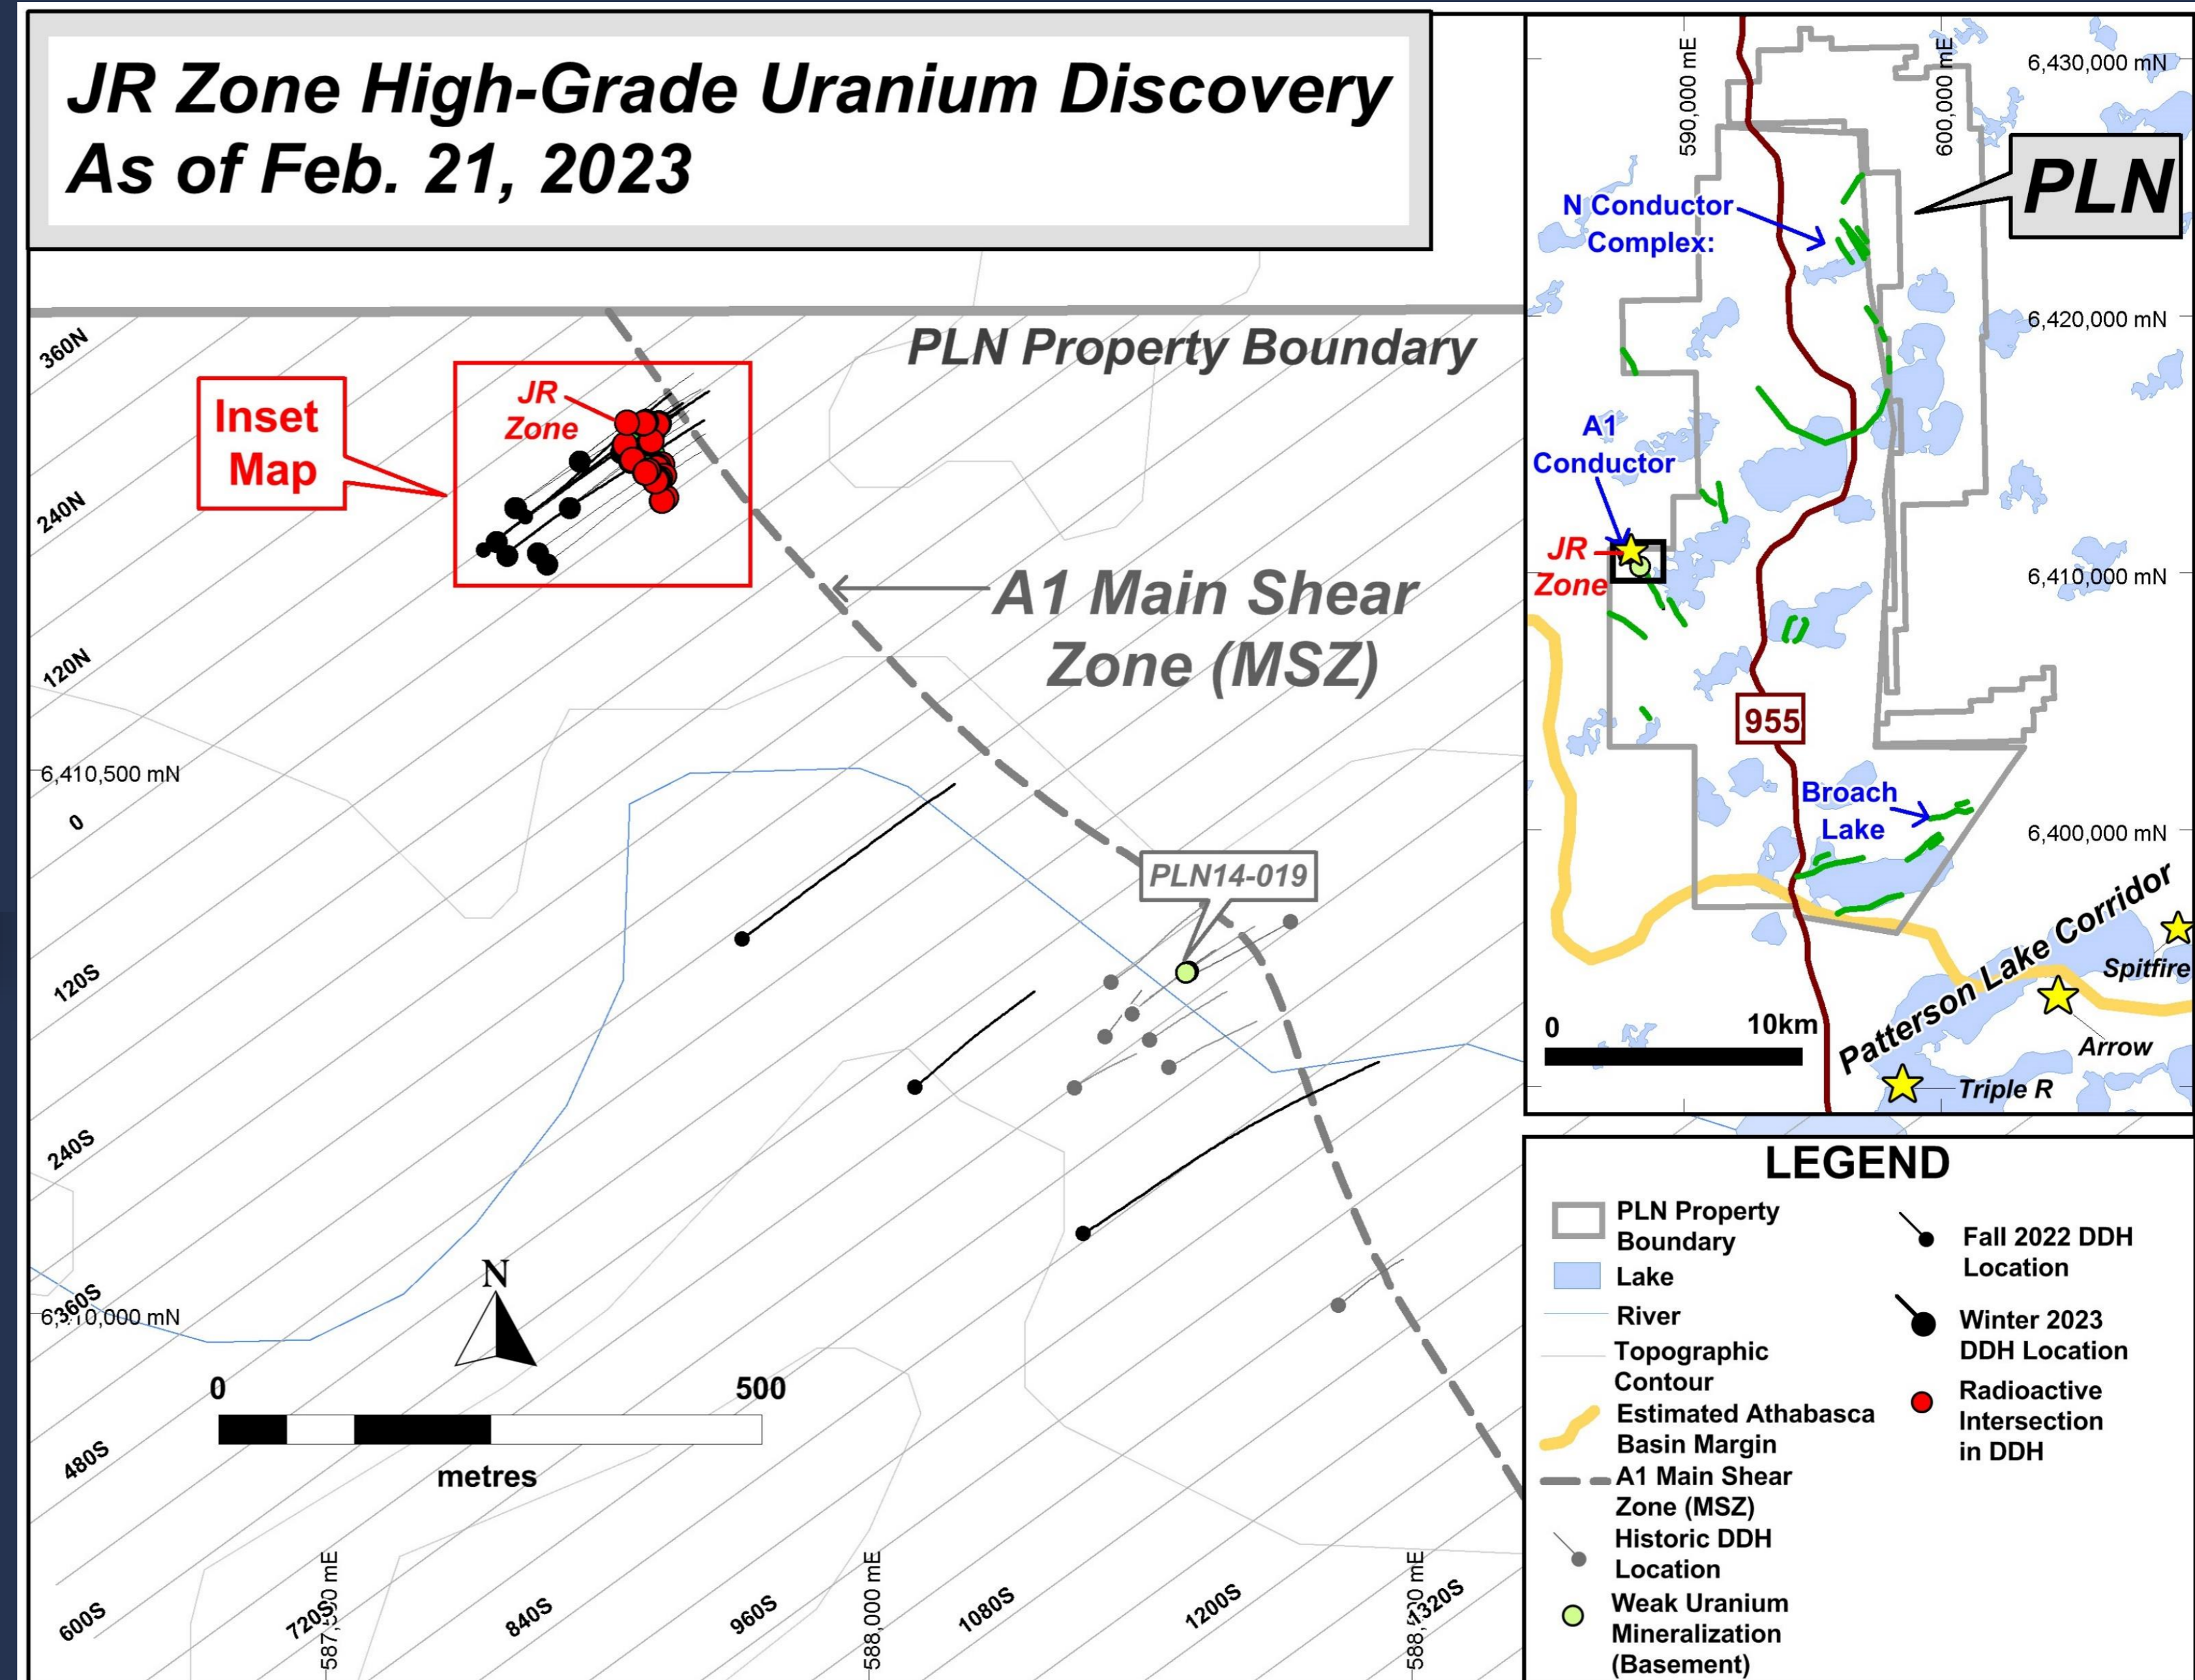 JR Zone High-Grade Uranium Discovery
As of Feb. 21, 2023
PLN Property Boundary
Inset
Map
JR
Zone
A1 Main Shear
Zone (MSZ)
PLN14-019
360N
240N
120N
6,410,500 mN
0
120S
240S
360S
480S
600S
720S
840S
960S
1080S
1200S
1320S
588,000 mE
N
0 500
metres
590,000 mE
600,000 mE
6,430,000 mN
6,420,000 mN
6,410,000 mN
6,400,000 mN
PLN
N Conductor
Complex:
A1
Conductor
JR
Zone
955
Broach
Lake
Patterson Lake Corridor
Spitfire
Arrow
Triple R
0 10km
LEGEND
PLN Property
Boundary
Lake
River
Topographic
Contour
Estimated Athabasca
Basin Margin
A1 Main Shear
Zone (MSZ)
Historic DDH
Location
Weak Uranium
Mineralization
(Basement)
Fall 2022 DDH
Location
Winter 2023
DDH Location
Radioactive
Intersection
in DDH